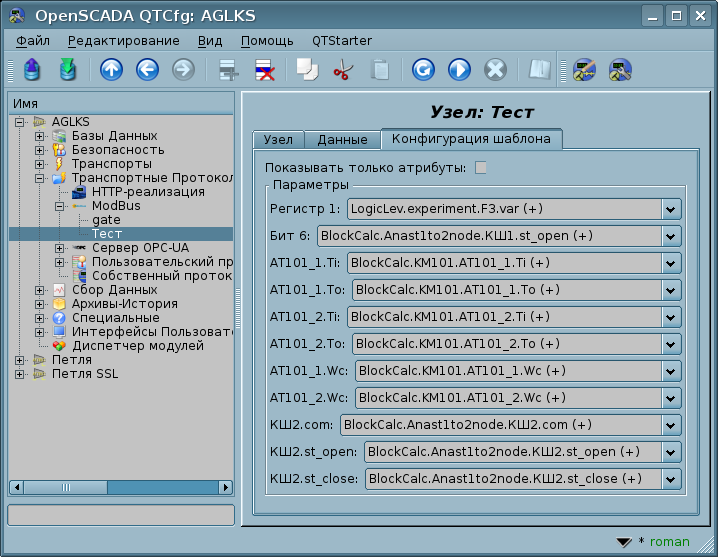 OpenSCADA QTCfg: AGLKS
Файл Редактирование Вид Помощь QTStarter
Имя
AGLKS
Базы Данных
Безопасность
Транспорты
Транспортные Протокол
HTTP-реализация
ModBus
gate
Тест
Сервер OPC-UA
Пользовательский пр
Собственный проток
Сбор Данных
Архивы-История
Специальные
Интерфейсы Пользоват
Диспетчер модулей
Петля
Петля SSL
Узел: Тест
Узел Данные Конфигурация шаблона
Показывать только атрибуты:
Параметры
Регистр 1: LogicLev.experiment.F3.var (+)
Бит 6: BlockCalc.Anast1to2node.КШ1.st_open (+)
AT101_1.Ti: BlockCalc.KM101.AT101_1.Ti (+)
AT101_1.To: BlockCalc.KM101.AT101_1.To (+)
AT101_2.Ti: BlockCalc.KM101.AT101_2.Ti (+)
AT101_2.To: BlockCalc.KM101.AT101_2.To (+)
AT101_1.Wc: BlockCalc.KM101.AT101_1.Wc (+)
AT101_2.Wc: BlockCalc.KM101.AT101_2.Wc (+)
КШ2.com: BlockCalc.Anast1to2node.КШ2.com (+)
КШ2.st_open: BlockCalc.Anast1to2node.КШ2.st_open (+)
КШ2.st_close: BlockCalc.Anast1to2node.КШ2.st_close (+)
* roman